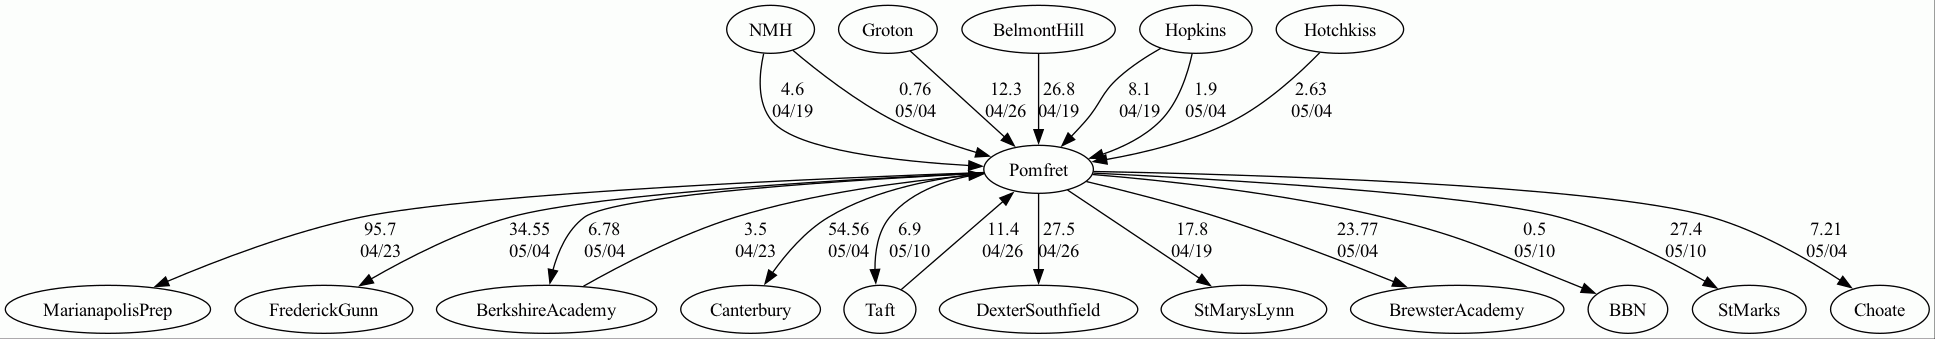 NMH
Groton
BelmontHill
Hopkins
Hotchkiss
4.6
04/19
0.76
05/04
12.3
04/26
26.8
04/19
8.1
04/19
1.9
05/04
2.63
05/04
Pomfret
95.7
04/23
34.55
05/04
6.78
05/04
3.5
04/23
54.56
05/04
6.9
05/10
11.4
04/26
27.5
04/26
17.8
04/19
23.77
05/04
0.5
05/10
27.4
05/10
7.21
05/04
MarianapolisPrep
FrederickGunn
BerkshireAcademy
Canterbury
Taft
DexterSouthfield
StMarysLynn
BrewsterAcademy
BBN
StMarks
Choate